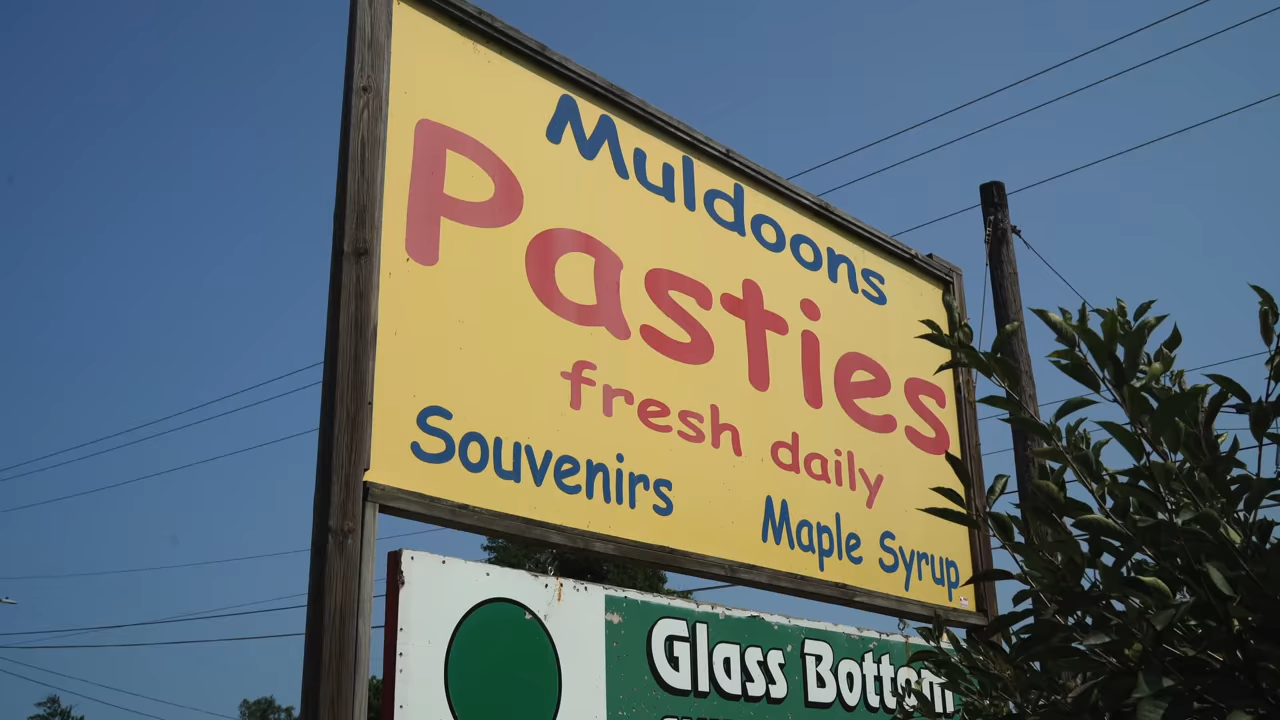 Muldoons
Pasties
fresh daily
Souvenirs
Maple Syrup
Glass Bottom